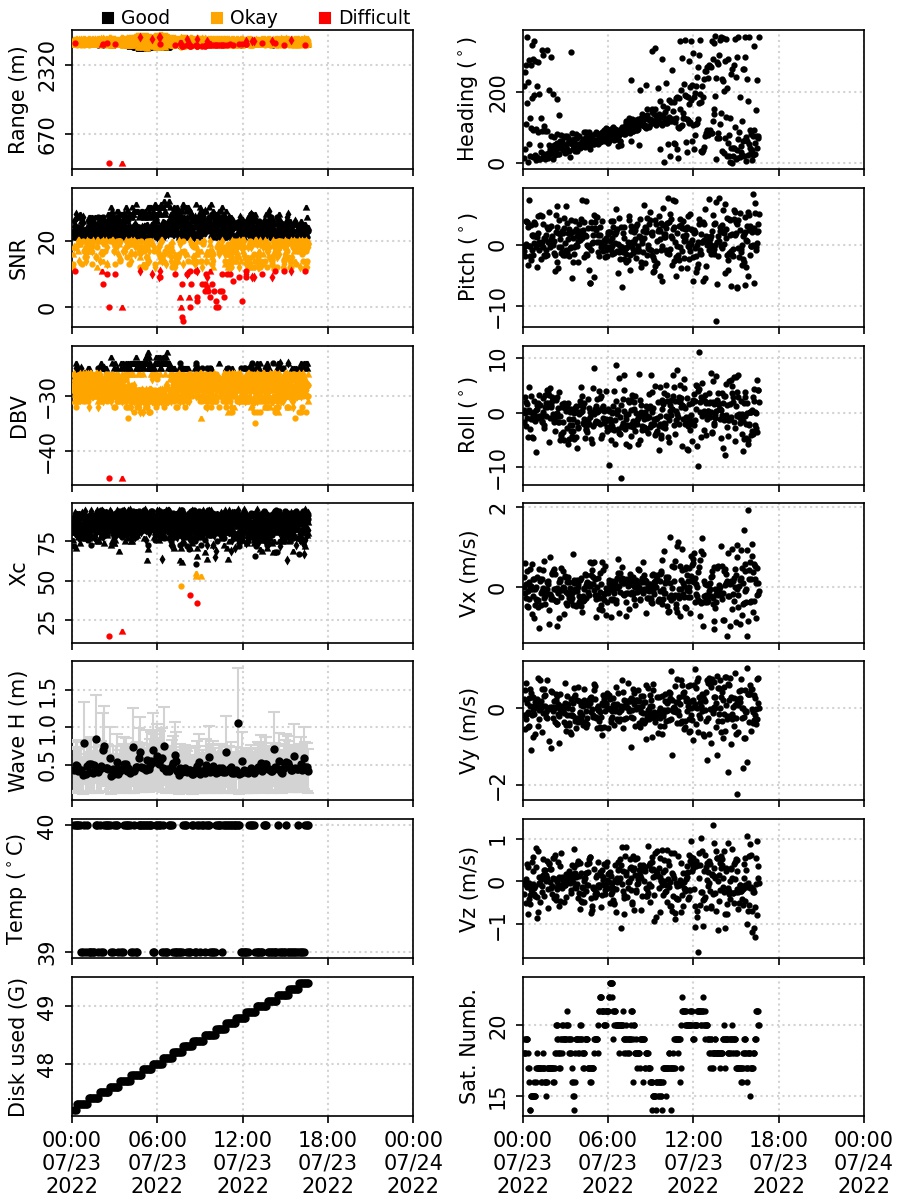 Good Okay Difficult
Range (m)
2320
670
Heading (°)
200
0
SNR
20
0
Pitch (°)
0
−10
DBV
−30
−40
Roll (°)
10
0
−10
Xc
75
50
25
Vx (m/s)
2
0
Wave H (m)
1.5
1.0
0.5
Vy (m/s)
0
−2
Temp (°C)
40
39
Vz (m/s)
1
0
−1
Disk used (G)
49
48
Sat. Numb.
20
15
00:00 06:00 12:00 18:00 00:00
07/23 07/23 07/23 07/23 07/24
2022 2022 2022 2022 2022
00:00 06:00 12:00 18:00 00:00
07/23 07/23 07/23 07/23 07/24
2022 2022 2022 2022 2022